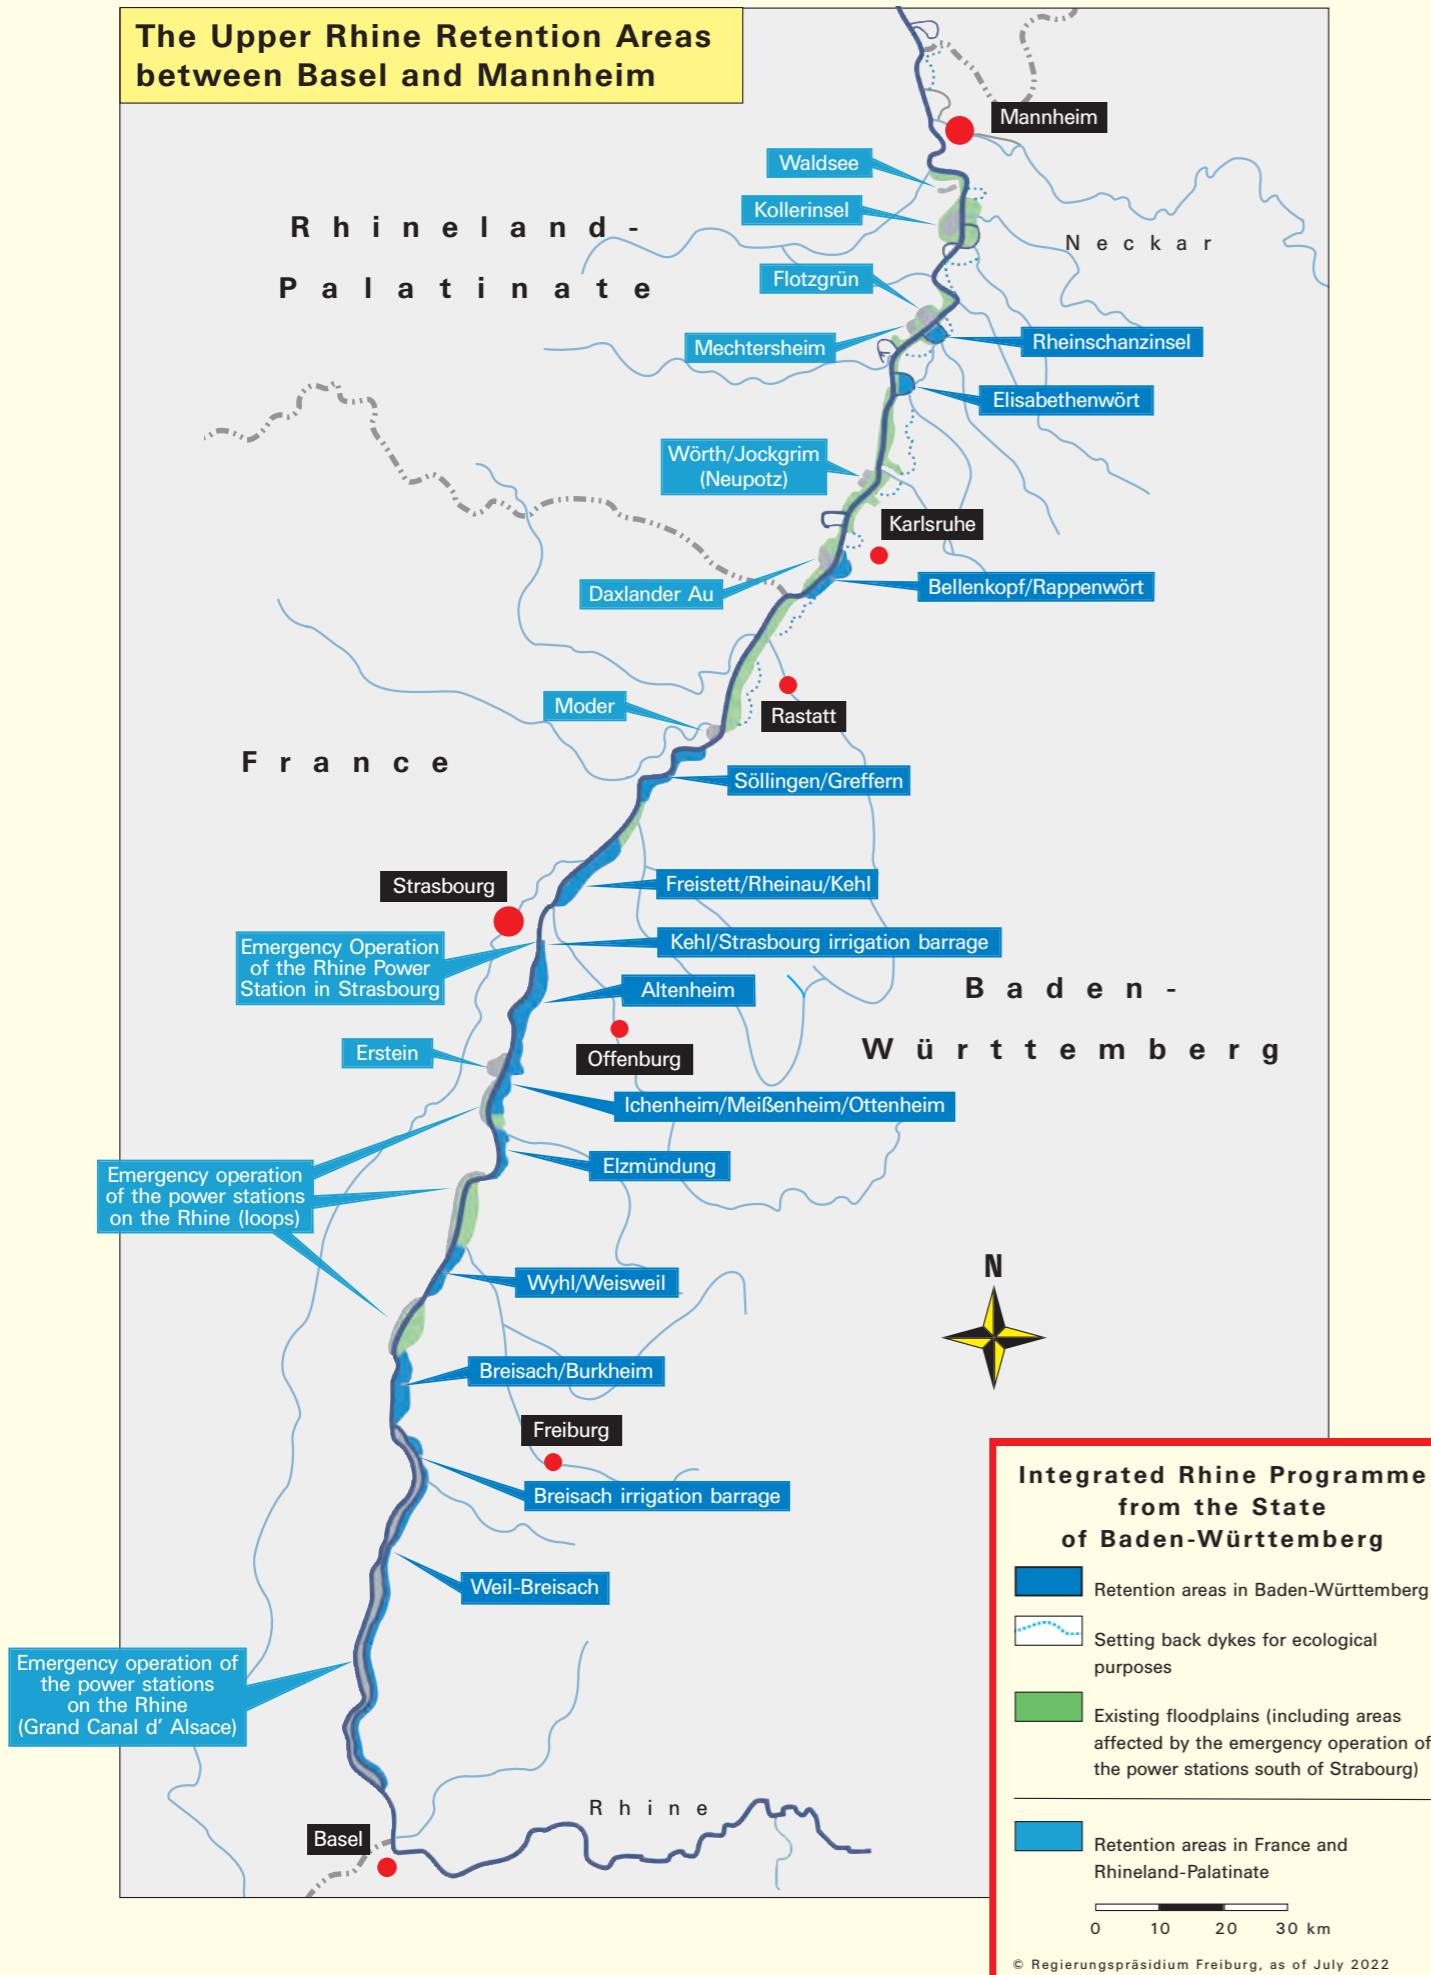 The Upper Rhine Retention Areas
between Basel and Mannheim
Mannheim
Waldsee
Kollerinsel
Rhineland-
Palatinate
Neckar
Flotzgrün
Rheinschanzinsel
Mechtersheim
Elisabethenwört
Wörth/Jockgrim
(Neupotz)
Karlsruhe
Bellenkopf/Rappenwört
Daxlander Au
Moder
Rastatt
France
Söllingen/Greffern
Strasbourg
Freistett/Rheinau/Kehl
Emergency Operation
of the Rhine Power
Station in Strasbourg
Kehl/Strasbourg irrigation barrage
Altenheim
Baden-
Württemberg
Erstein
Offenburg
Ichenheim/Meißenheim/Ottenheim
Elzmündung
Emergency operation
of the power stations
on the Rhine (loops)
N
Wyhl/Weisweil
Breisach/Burkheim
Freiburg
Breisach irrigation barrage
Weil-Breisach
Emergency operation of
the power stations
on the Rhine
(Grand Canal d' Alsace)
Rhine
Basel
Integrated Rhine Programme
from the State
of Baden-Württemberg
Retention areas in Baden-Württemberg
Setting back dykes for ecological
purposes
Existing floodplains (including areas
affected by the emergency operation of
the power stations south of Strabourg)
Retention areas in France and
Rhineland-Palatinate
0 10 20 30 km
© Regierungspräsidium Freiburg, as of July 2022